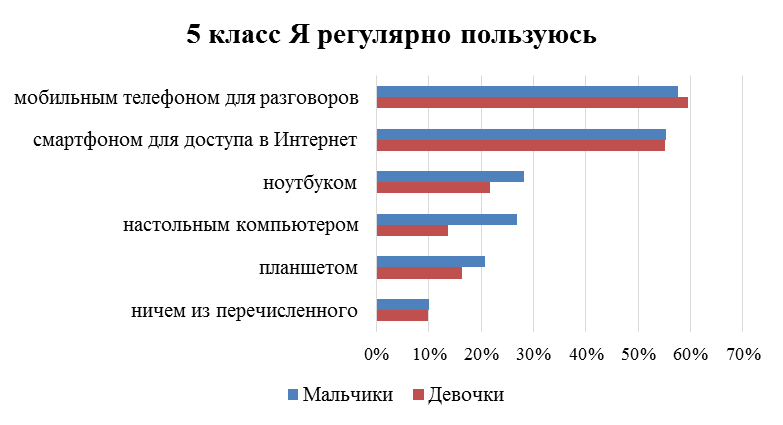 5 класс Я регулярно пользуюсь
мобильным телефоном для разговоров
смартфоном для доступа в Интернет
ноутбуком
настольным компьютером
планшетом
ничем из перечисленного
0% 10% 20% 30% 40% 50% 60% 70%
Мальчики Девочки